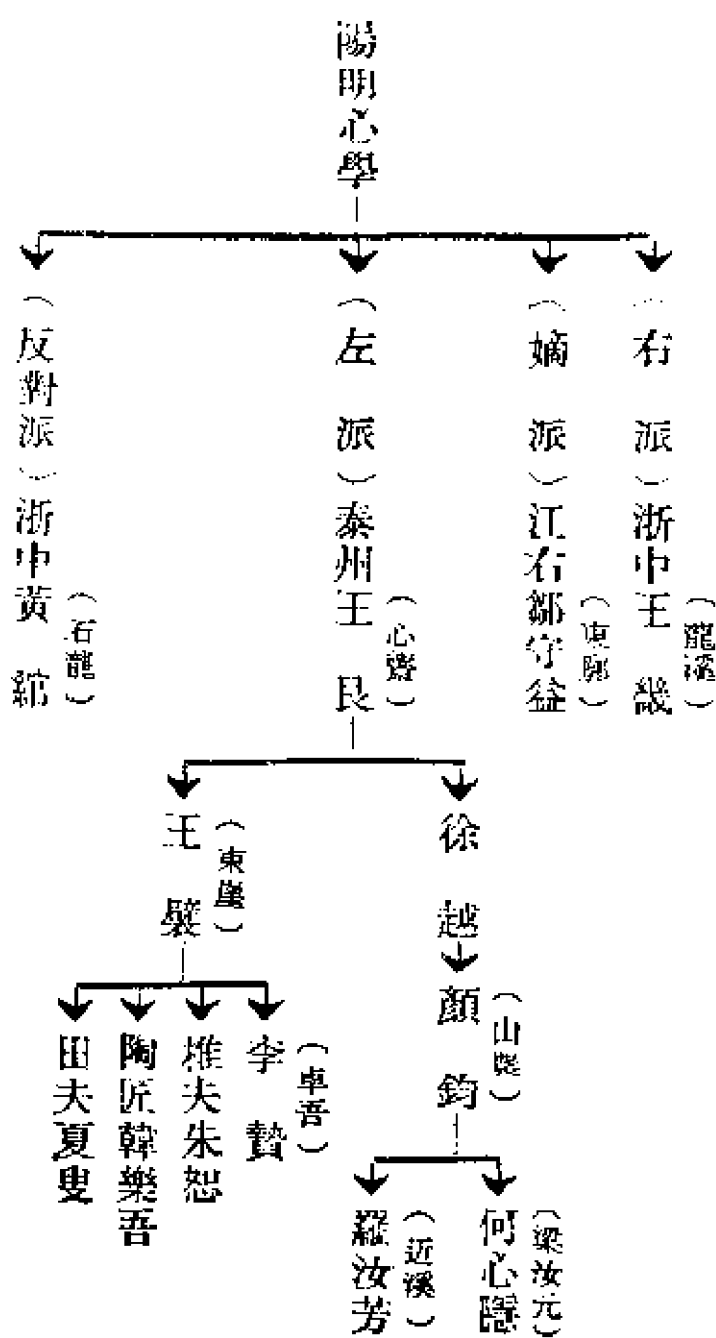 陽明心學
（右派）浙中王畿（龍溪）
（嫡派）江右鄒守益（東廓）
（左派）泰州王艮（心齋）
（反對派）浙中黃綰（石龍）
徐越
王襞（東厓）
顏鈞（山農）
李贄（卓吾）
樵夫朱恕
陶匠韓樂吾
田夫夏叟
何心隱（梁汝元）
羅汝芳（近溪）